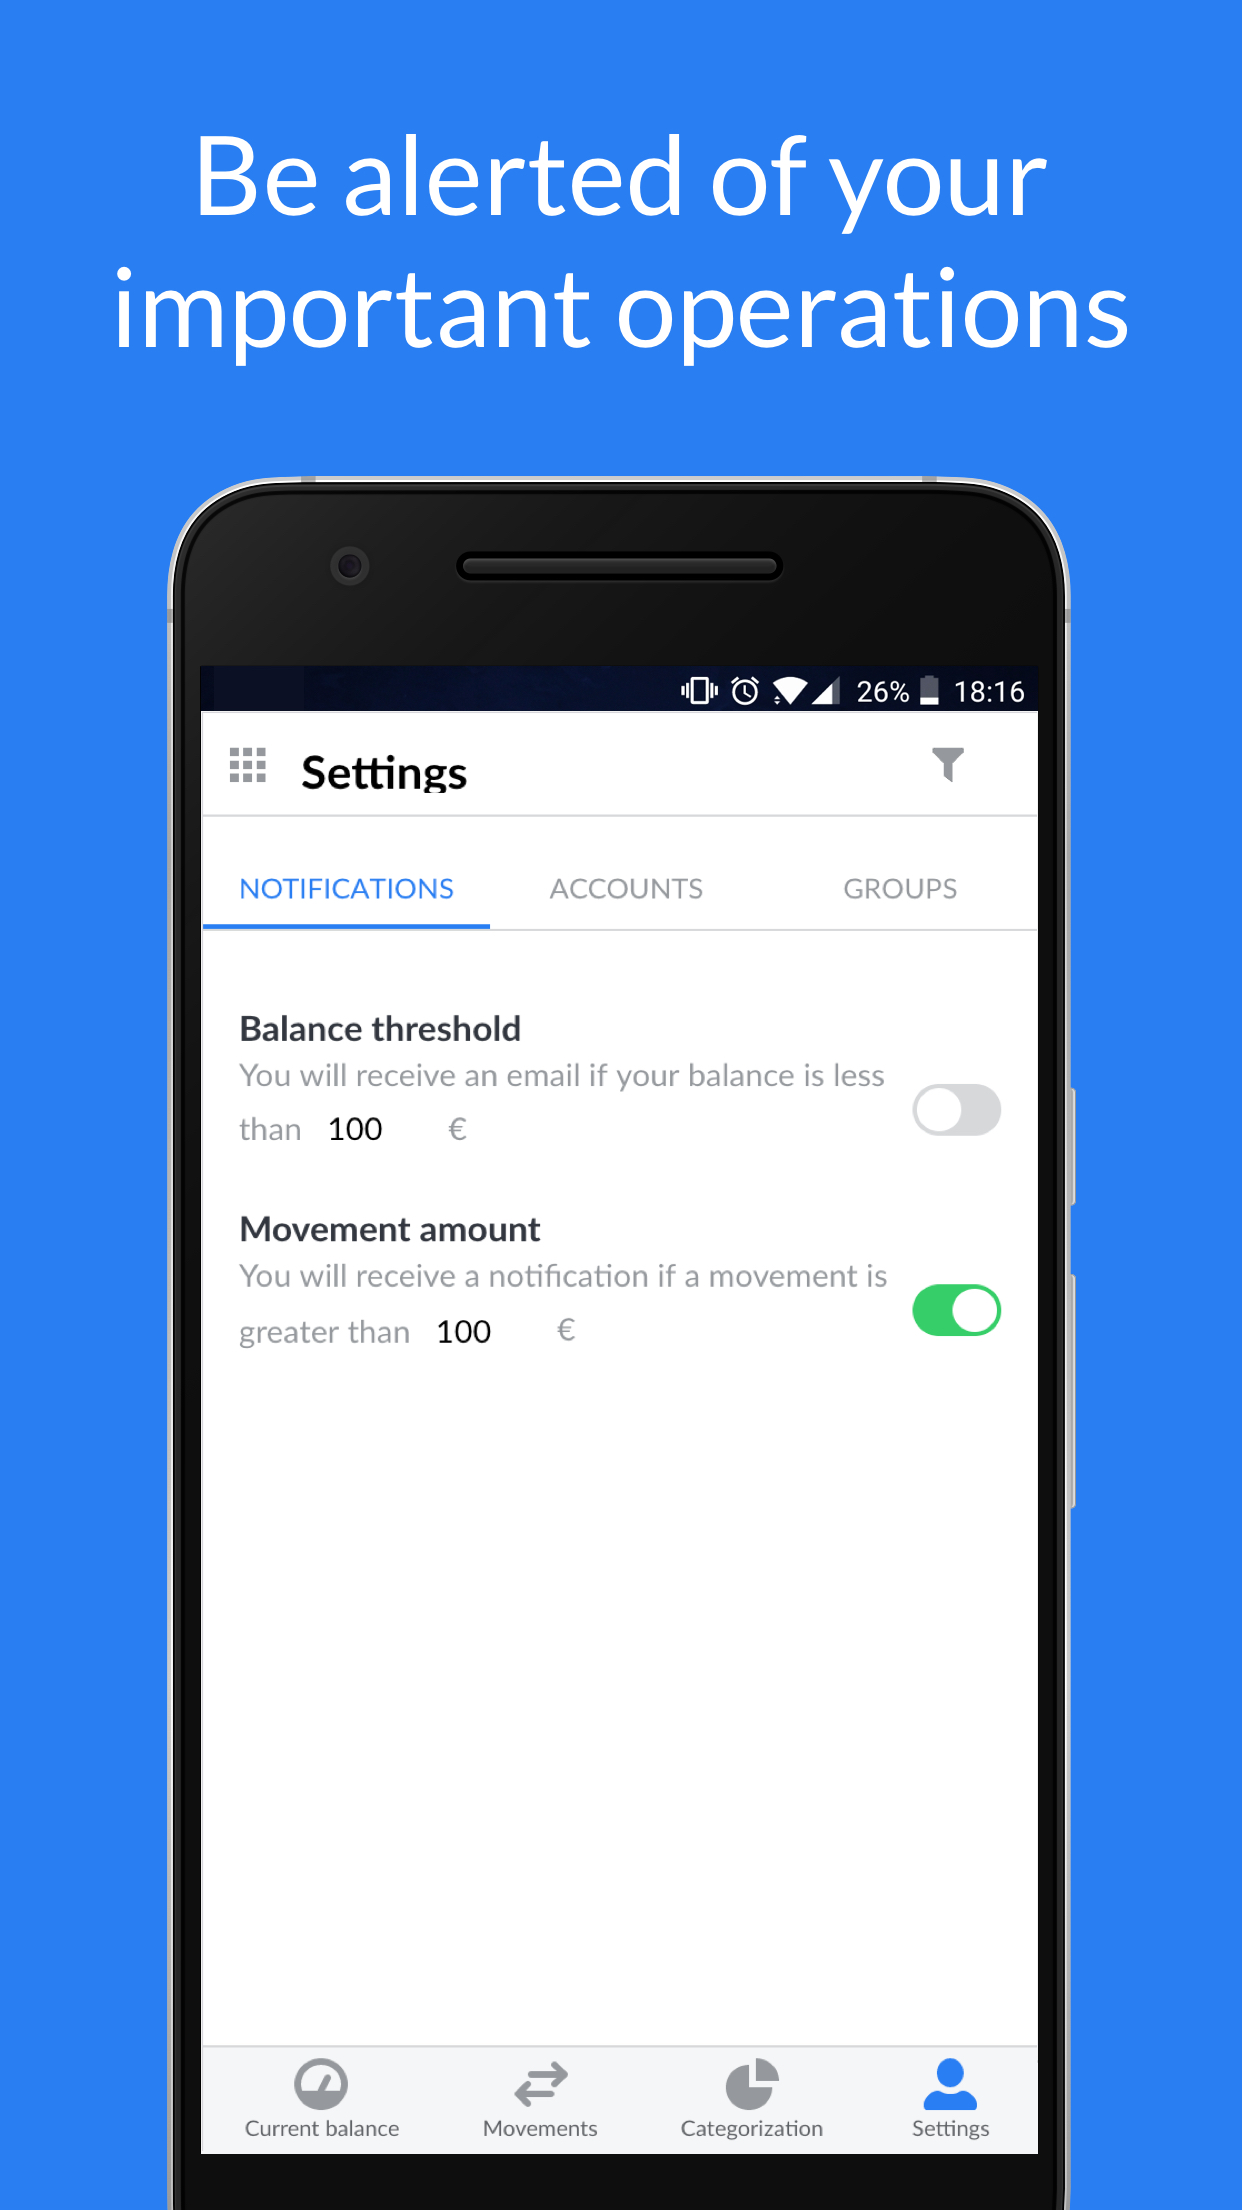 Be alerted of your
important operations
26% 18:16
Settings
NOTIFICATIONS ACCOUNTS GROUPS
Balance threshold
You will receive an email if your balance is less
than 100 €
Movement amount
You will receive a notification if a movement is
greater than 100 €
Current balance Movements Categorization Settings